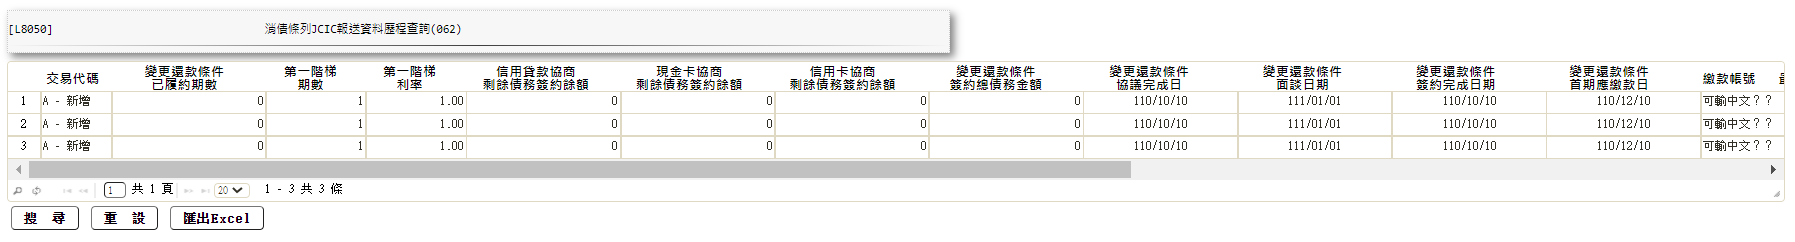 [L8050] 消債條例JCIC報送資料歷程查詢(062)
交易代碼 變更還款條件已履約期數 第一階梯期數 第一階梯利率 信用貸款協商剩餘債務簽約餘額 現金卡協商剩餘債務簽約餘額 信用卡協商剩餘債務簽約餘額 變更還款條件簽約總債務金額 變更還款條件協議完成日 變更還款條件面談日期 變更還款條件簽約完成日期 變更還款條件首期應繳款日 繳款帳號
1 A - 新增 0 1 1.00 0 0 0 0 110/10/10 111/01/01 110/10/10 110/12/10 可輸中文？？
2 A - 新增 0 1 1.00 0 0 0 0 110/10/10 111/01/01 110/10/10 110/12/10 可輸中文？？
3 A - 新增 0 1 1.00 0 0 0 0 110/10/10 111/01/01 110/10/10 110/12/10 可輸中文？？
1 共 1 頁 20 1 - 3 共 3 條
搜 尋 重 設 匯出Excel